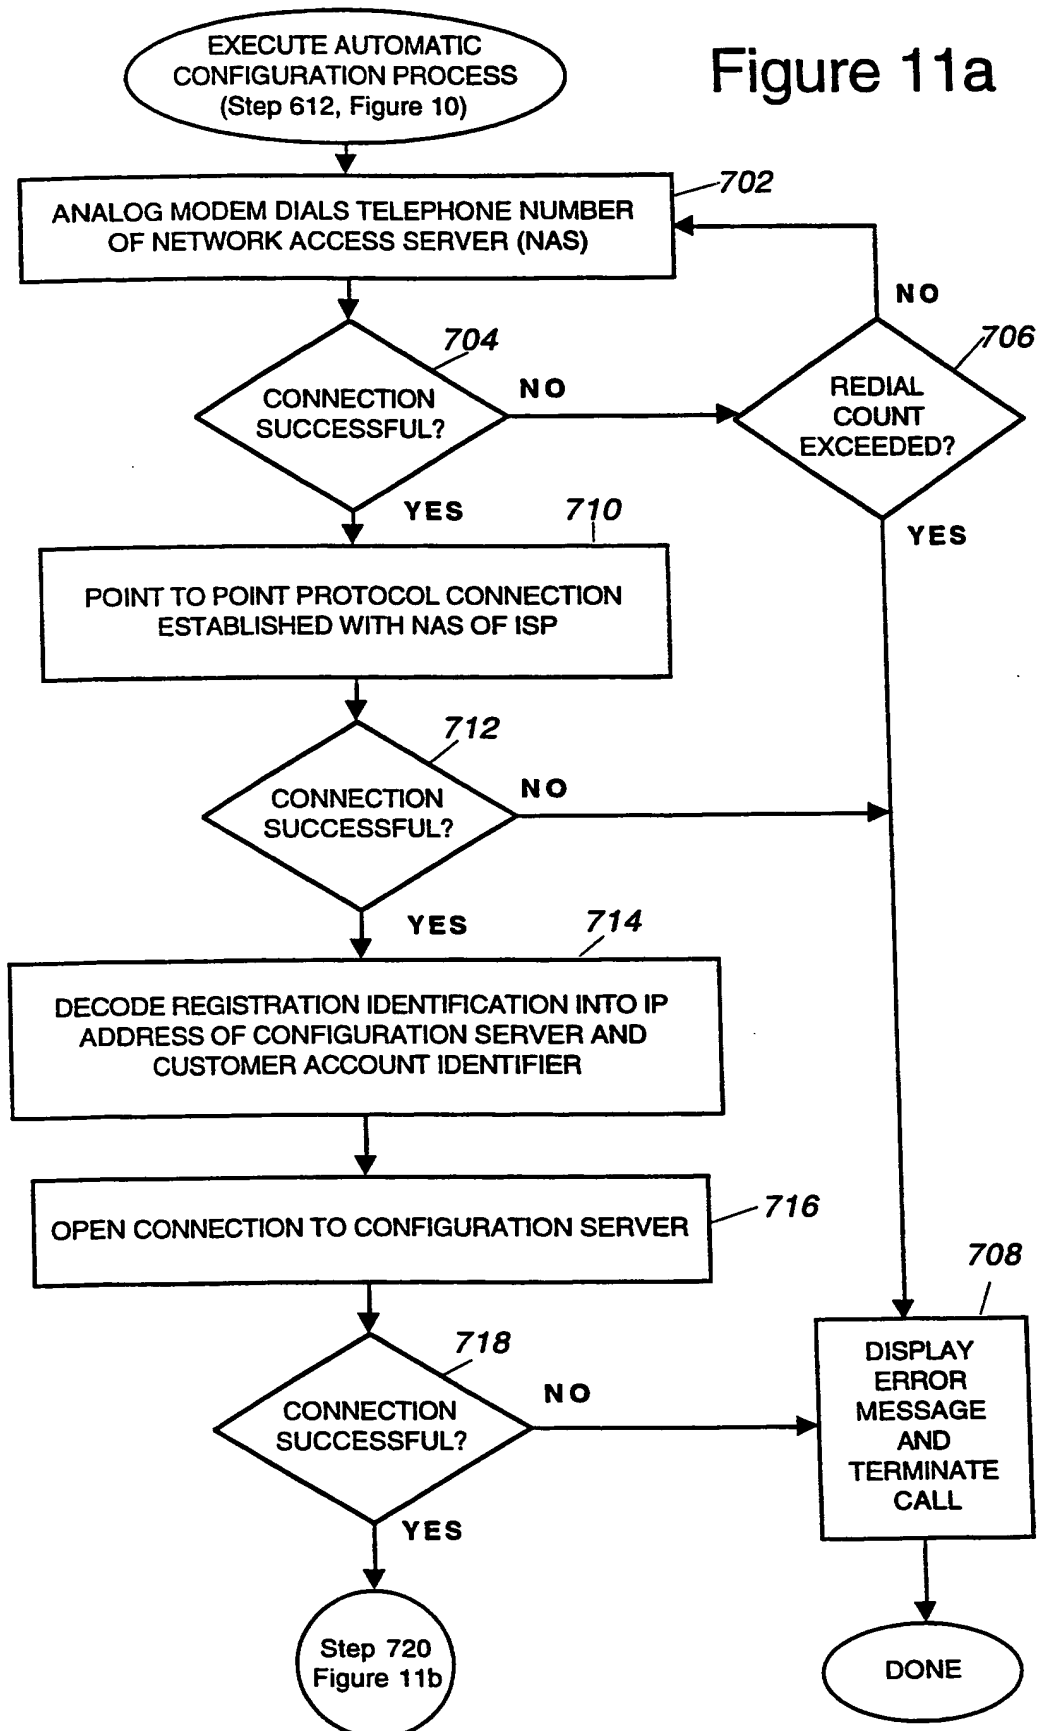 Figure 11a
EXECUTE AUTOMATIC
CONFIGURATION PROCESS
(Step 612, Figure 10)
702
ANALOG MODEM DIALS TELEPHONE NUMBER
OF NETWORK ACCESS SERVER (NAS)
NO
704
706
CONNECTION
SUCCESSFUL?
NO
REDIAL
COUNT
EXCEEDED?
YES
710
YES
POINT TO POINT PROTOCOL CONNECTION
ESTABLISHED WITH NAS OF ISP
712
CONNECTION
SUCCESSFUL?
NO
YES
714
DECODE REGISTRATION IDENTIFICATION INTO IP
ADDRESS OF CONFIGURATION SERVER AND
CUSTOMER ACCOUNT IDENTIFIER
716
OPEN CONNECTION TO CONFIGURATION SERVER
708
718
CONNECTION
SUCCESSFUL?
NO
DISPLAY
ERROR
MESSAGE
AND
TERMINATE
CALL
YES
Step 720
Figure 11b
DONE